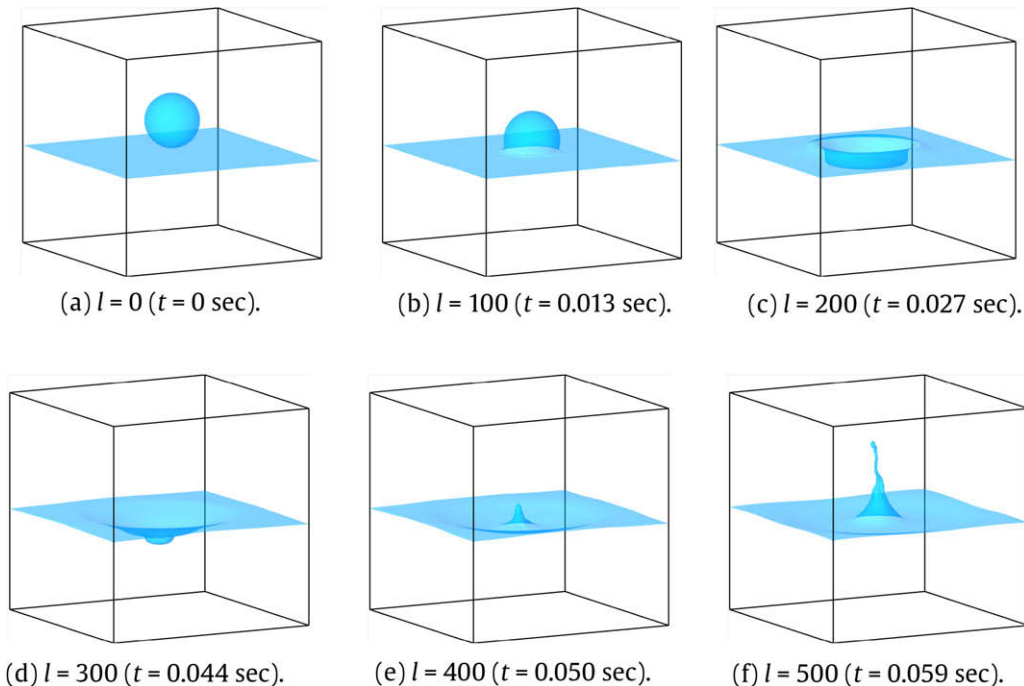 (a) l = 0 (t = 0 sec).
(b) l = 100 (t = 0.013 sec).
(c) l = 200 (t = 0.027 sec).
(d) l = 300 (t = 0.044 sec).
(e) l = 400 (t = 0.050 sec).
(f) l = 500 (t = 0.059 sec).